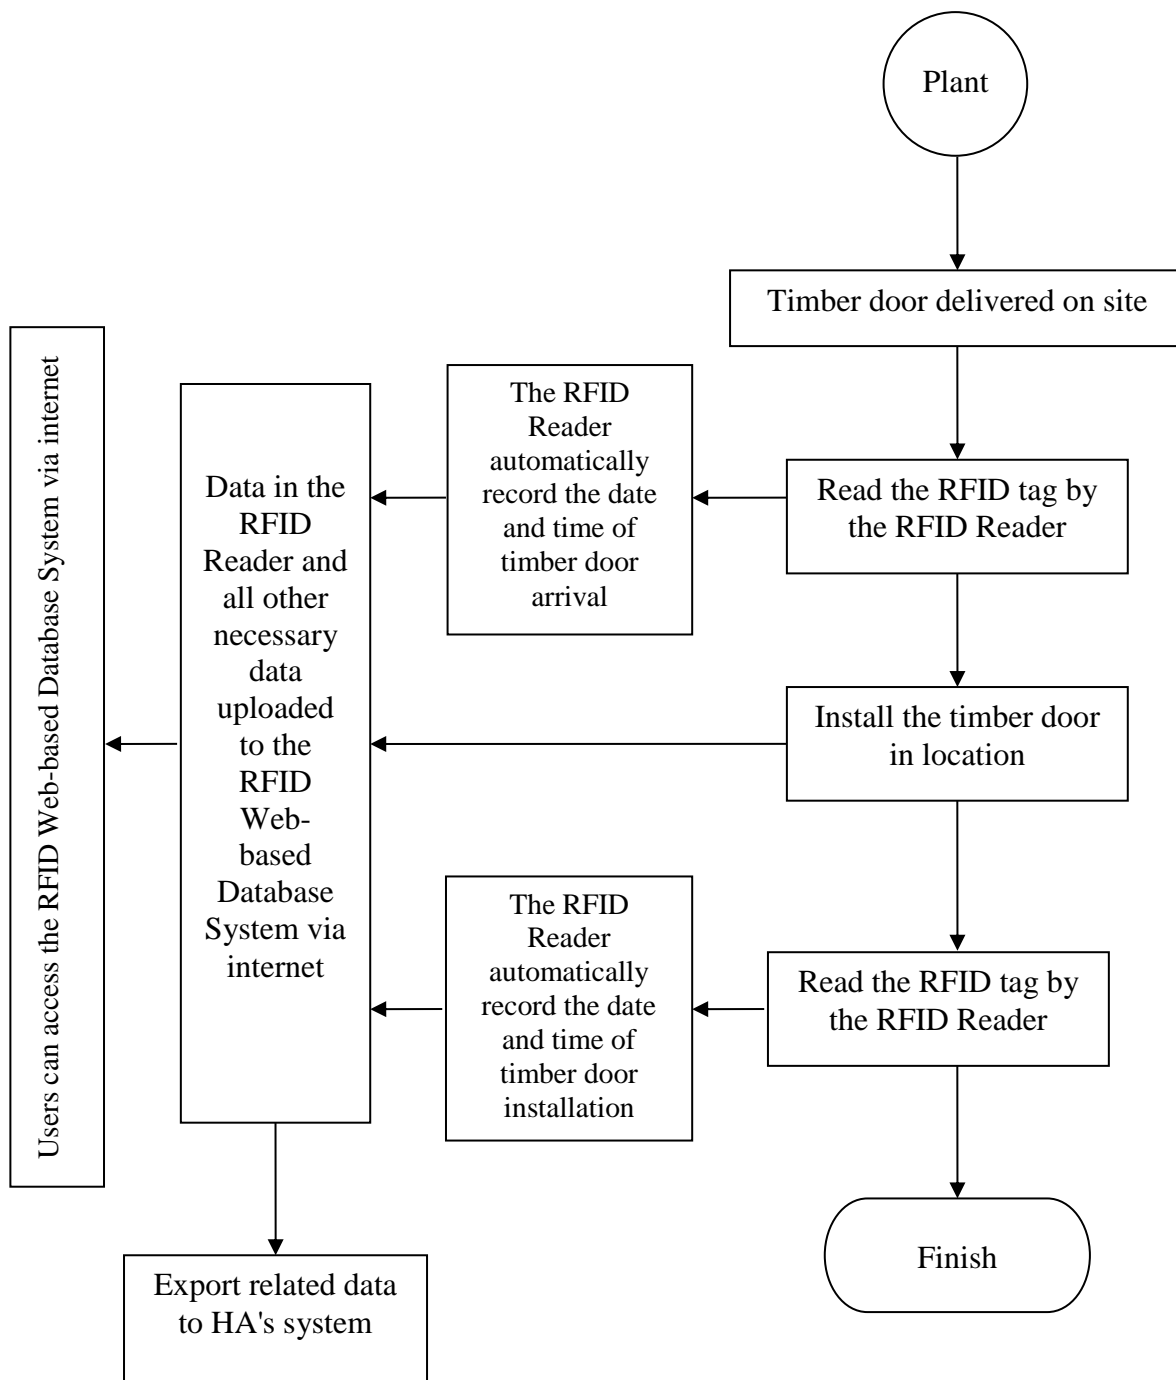 Plant
Timber door delivered on site
Users can access the RFID Web-based Database System via internet
Data in the
RFID
Reader and
all other
necessary
data
uploaded
to the
RFID
Web-
based
Database
System via
internet
The RFID
Reader
automatically
record the date
and time of
timber door
arrival
Read the RFID tag by
the RFID Reader
Install the timber door
in location
The RFID
Reader
automatically
record the date
and time of
timber door
installation
Read the RFID tag by
the RFID Reader
Export related data
to HA's system
Finish